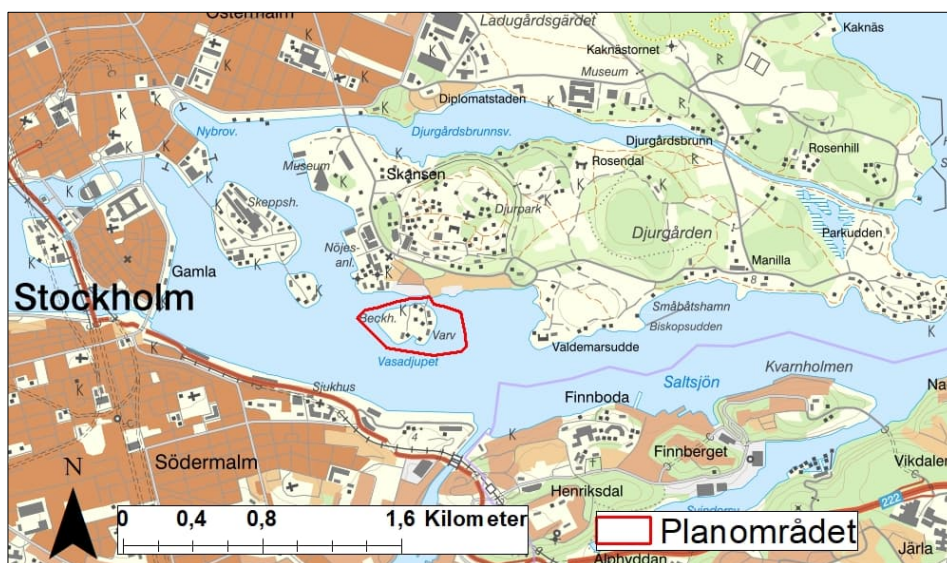 Östermalm
Ladugårdsgärdet
Kaknäs
Kaknästornet
Museum
Diplomatstaden
Nybrov.
Djurgårdsbrunnsv.
Djurgårdsbrunn
Rosenhill
Museum
Skansen
Rosendal
Skeppsh.
Djurpark
Djurgården
Parkudden
Nöjes-
anl.
Manilla
Gamla
Stockholm
Beckh.
Varv
Småbåtshamn
Biskopsudden
Valdemarsudde
Vasadjupet
Kvarnholmen
Sjukhus
Saltsjön
Finnboda
Södermalm
Finnberget
Vikdalen
N
Henriksdal
222
0 0,4 0,8 1,6 Kilometer
Planområdet
Järla